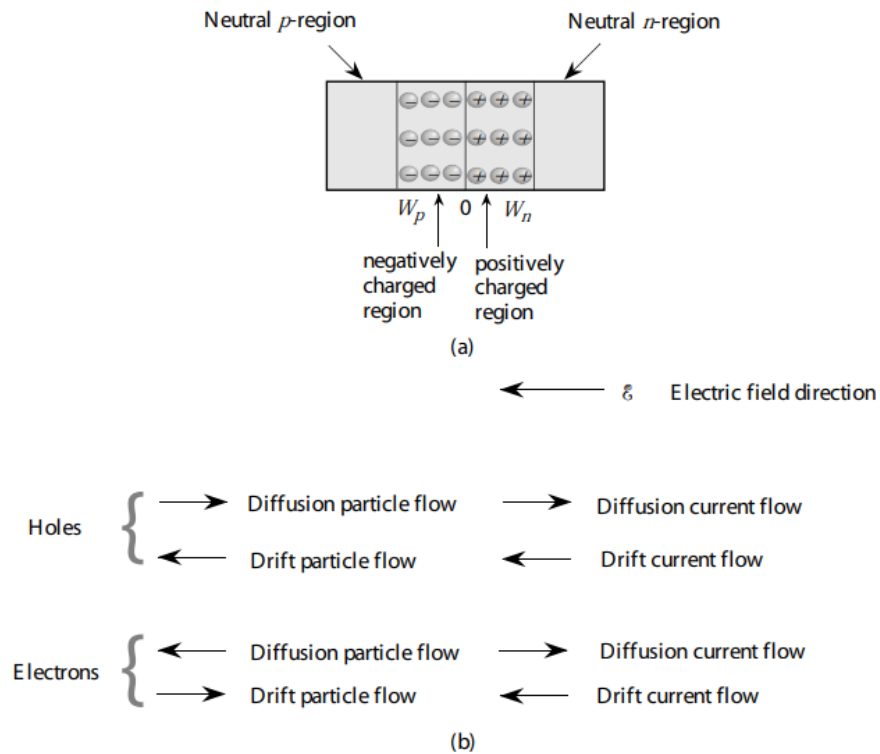 Neutral p-region Neutral n-region
− − − + + +
− − − + + +
− − − + + +
Wp 0 Wn
negatively
charged
region
positively
charged
region
(a)
ℰ Electric field direction
Holes
Diffusion particle flow Diffusion current flow
Drift particle flow Drift current flow
Electrons
Diffusion particle flow Diffusion current flow
Drift particle flow Drift current flow
(b)